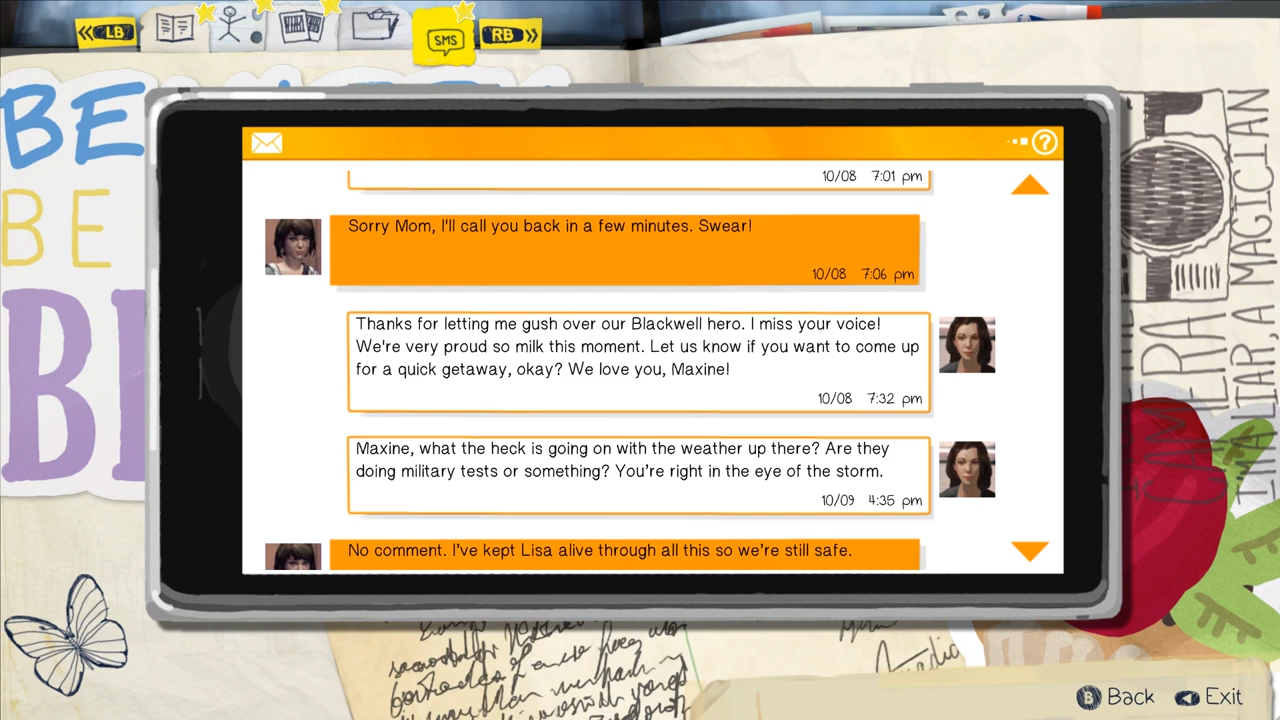 LB
SMS
RB
BE
BE
10/08 7:01 pm
Sorry Mom, I'll call you back in a few minutes. Swear!
10/08 7:06 pm
Thanks for letting me gush over our Blackwell hero. I miss your voice!
We're very proud so milk this moment. Let us know if you want to come up
for a quick getaway, okay? We love you, Maxine!
10/08 7:32 pm
Maxine, what the heck is going on with the weather up there? Are they
doing military tests or something? You're right in the eye of the storm.
10/09 4:35 pm
No comment. I've kept Lisa alive through all this so we're still safe.
B Back
Exit